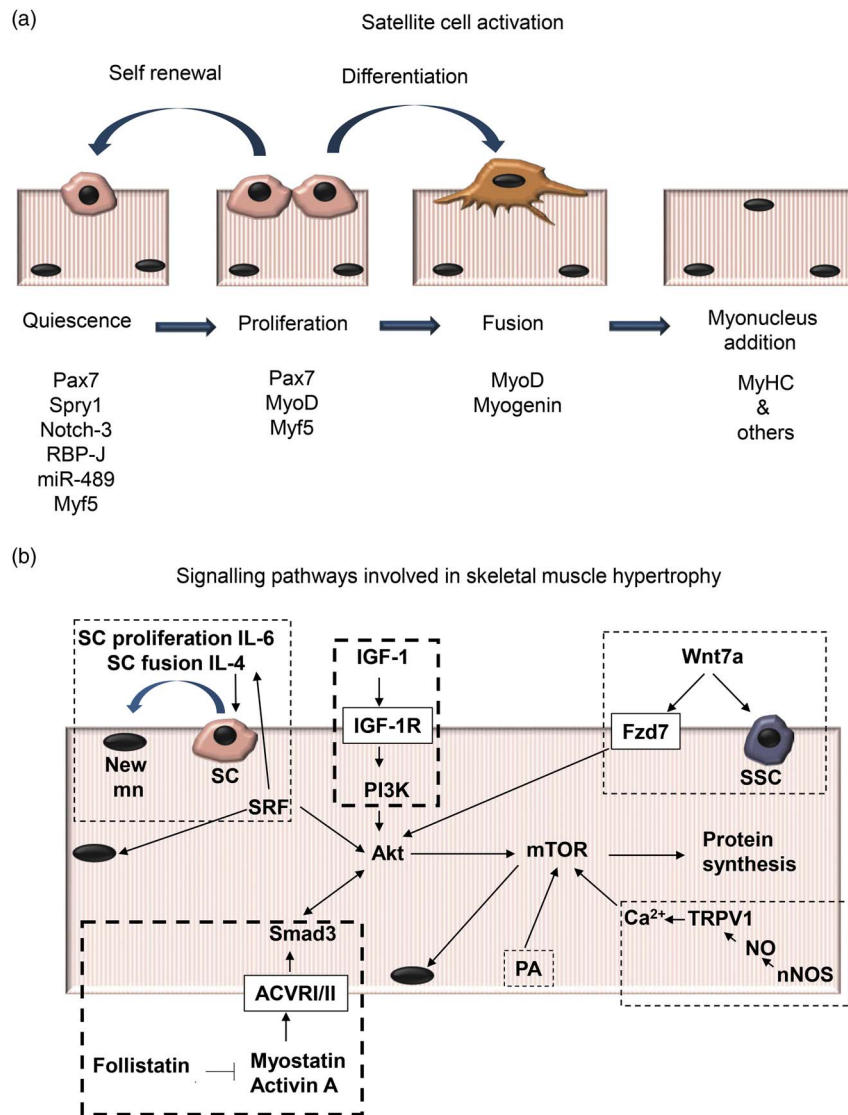 (a)
Satellite cell activation
Self renewal
Differentiation
Quiescence
Proliferation
Fusion
Myonucleus
addition
Pax7
Spry1
Notch-3
RBP-J
miR-489
Myf5
Pax7
MyoD
Myf5
MyoD
Myogenin
MyHC
&
others
(b)
Signalling pathways involved in skeletal muscle hypertrophy
SC proliferation IL-6
SC fusion IL-4
New
mn
SC
SRF
IGF-1
IGF-1R
PI3K
Akt
mTOR
Protein
synthesis
Wnt7a
Fzd7
SSC
Smad3
ACVRI/II
Follistatin
Myostatin
Activin A
PA
Ca²⁺
TRPV1
NO
nNOS